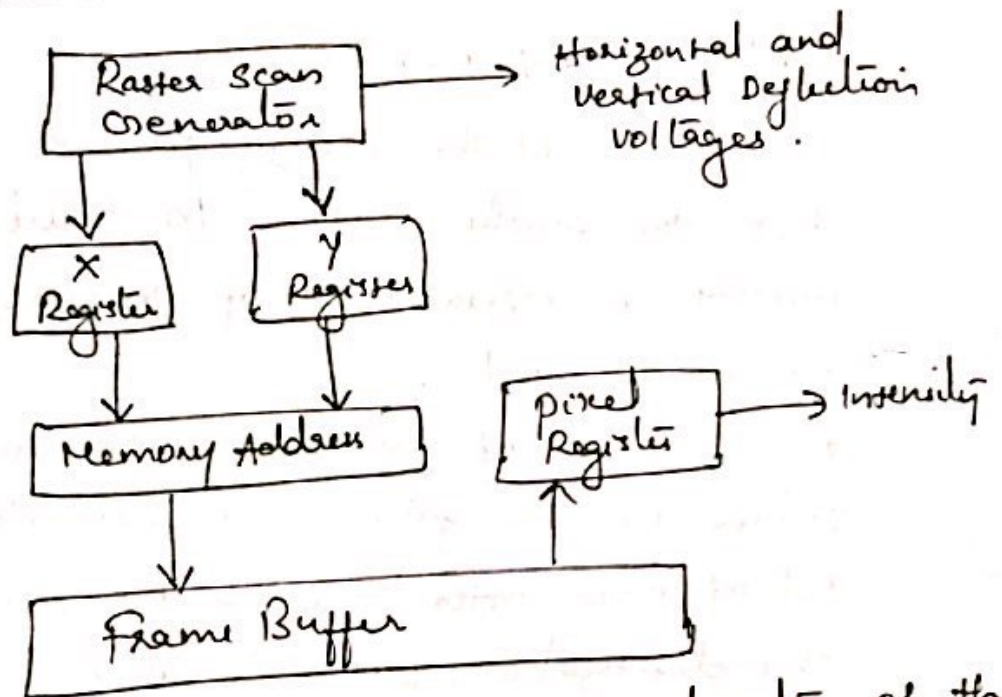 Raster Scan
Generator
Horizontal and
Vertical Deflection
voltages.
X
Register
Y
Register
Memory Address
pixel
Register
Intensity
Frame Buffer